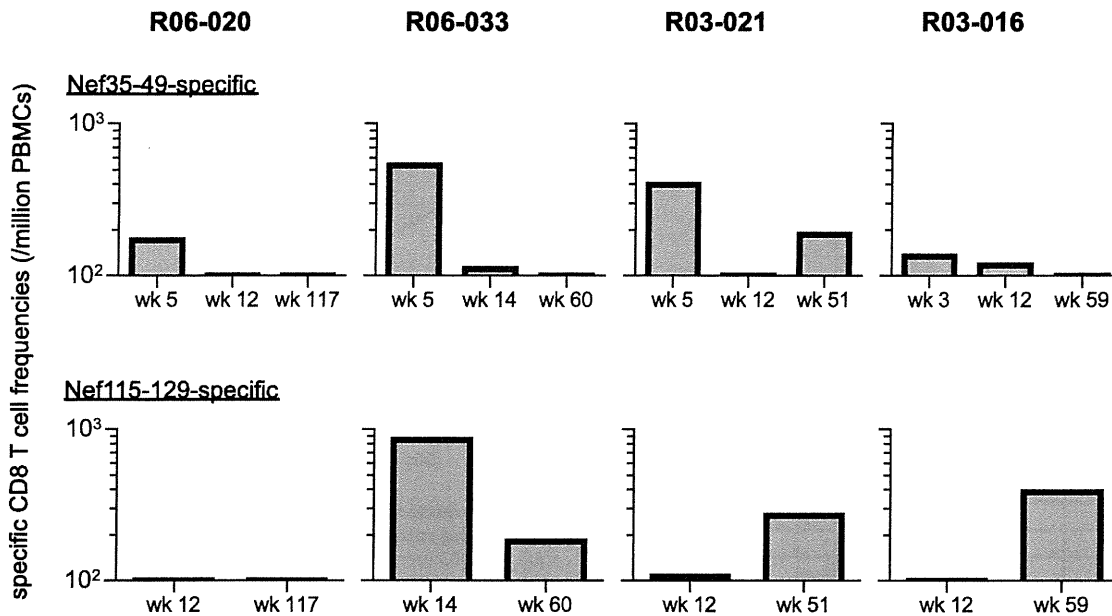 R06-020 R06-033 R03-021 R03-016
specific CD8 T cell frequencies (/million PBMCs)
Nef35-49-specific
10³
10²
wk 5 wk 12 wk 117 wk 5 wk 14 wk 60 wk 5 wk 12 wk 51 wk 3 wk 12 wk 59
Nef115-129-specific
10³
10²
wk 12 wk 117 wk 14 wk 60 wk 12 wk 51 wk 12 wk 59